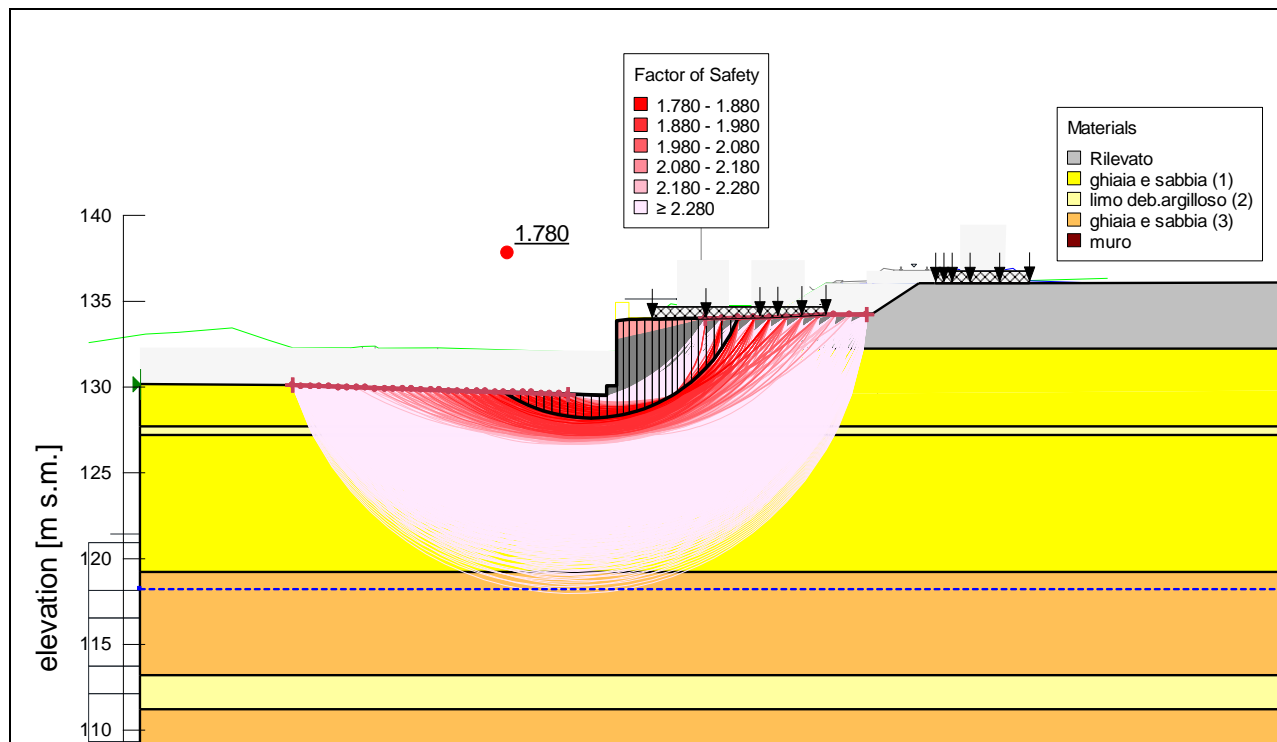 Factor of Safety
1.780 - 1.880
1.880 - 1.980
1.980 - 2.080
2.080 - 2.180
2.180 - 2.280
≥ 2.280
Materials
Rilevato
ghiaia e sabbia (1)
limo deb.argilloso (2)
ghiaia e sabbia (3)
muro
1.780
140
135
130
125
120
115
110
elevation [m s.m.]